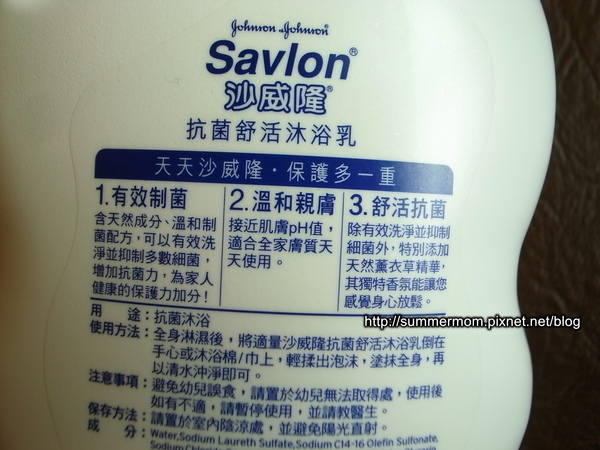 Johnson & Johnson
Savlon®
沙威隆®
抗菌舒活沐浴乳
天天沙威隆・保護多一重
1.有效制菌
含天然成分、溫和制
菌配方,可以有效洗
淨並抑制多數細菌,
增加抗菌力,為家人
健康的保護力加分!
2.溫和親膚
接近肌膚pH值,
適合全家膚質天
天使用。
3.舒活抗菌
除有效洗淨並抑制
細菌外,特別添加
天然薰衣草精華,
其獨特香氛能讓您
感覺身心放鬆。
http://summermom.pixnet.net/blog
用 途:抗菌沐浴
使用方法:全身淋濕後,將適量沙威隆抗菌舒活沐浴乳倒在
手心或沐浴棉/巾上,輕揉出泡沫,塗抹全身,再
以清水沖淨即可。
注意事項:避免幼兒誤食,請置於幼兒無法取得處,使用後
如有不適,請暫停使用,並請教醫生。
保存方法:請置於室內陰涼處,並避免陽光直射。
成 分:Water,Sodium Laureth Sulfate,Sodium C14-16 Olefin Sulfonate,